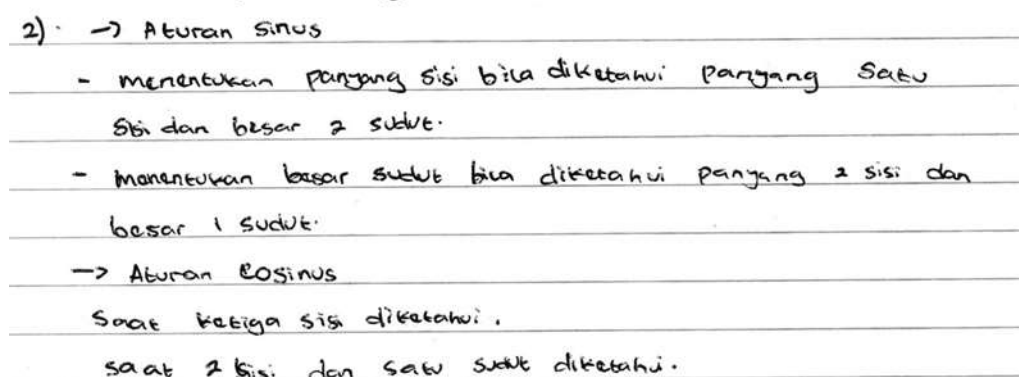 2). → Aturan Sinus
- menentukan panjang sisi bila diketahui panjang satu
sisi dan besar 2 sudut.
- menentukan besar sudut bila diketahui panjang 2 sisi dan
besar 1 sudut.
→ Aturan Cosinus
Saat ketiga sisi diketahui.
saat 2 sisi dan satu sudut diketahui.